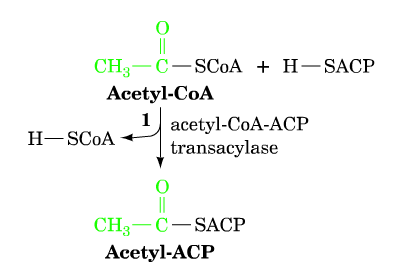 O
CH₃—C—SCoA + H—SACP
Acetyl-CoA
1 acetyl-CoA-ACP
H—SCoA transacylase
O
CH₃—C—SACP
Acetyl-ACP